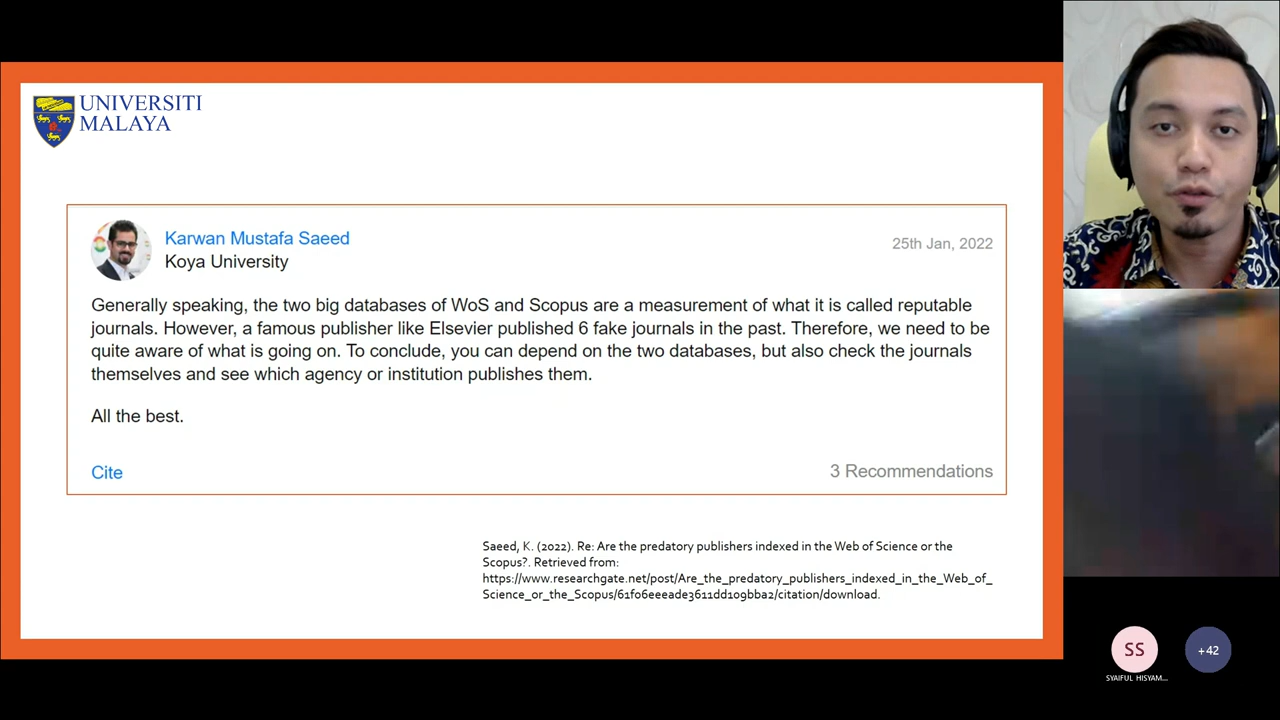 UNIVERSITI
MALAYA
Karwan Mustafa Saeed
25th Jan, 2022
Koya University
Generally speaking, the two big databases of WoS and Scopus are a measurement of what it is called reputable
journals. However, a famous publisher like Elsevier published 6 fake journals in the past. Therefore, we need to be
quite aware of what is going on. To conclude, you can depend on the two databases, but also check the journals
themselves and see which agency or institution publishes them.
All the best.
Cite
3 Recommendations
Saeed, K. (2022). Re: Are the predatory publishers indexed in the Web of Science or the
Scopus?. Retrieved from:
https://www.researchgate.net/post/Are_the_predatory_publishers_indexed_in_the_Web_of_
Science_or_the_Scopus/61f06eeeade3611dd109bba2/citation/download.
SS
+42
SYAIFUL HISYAM...